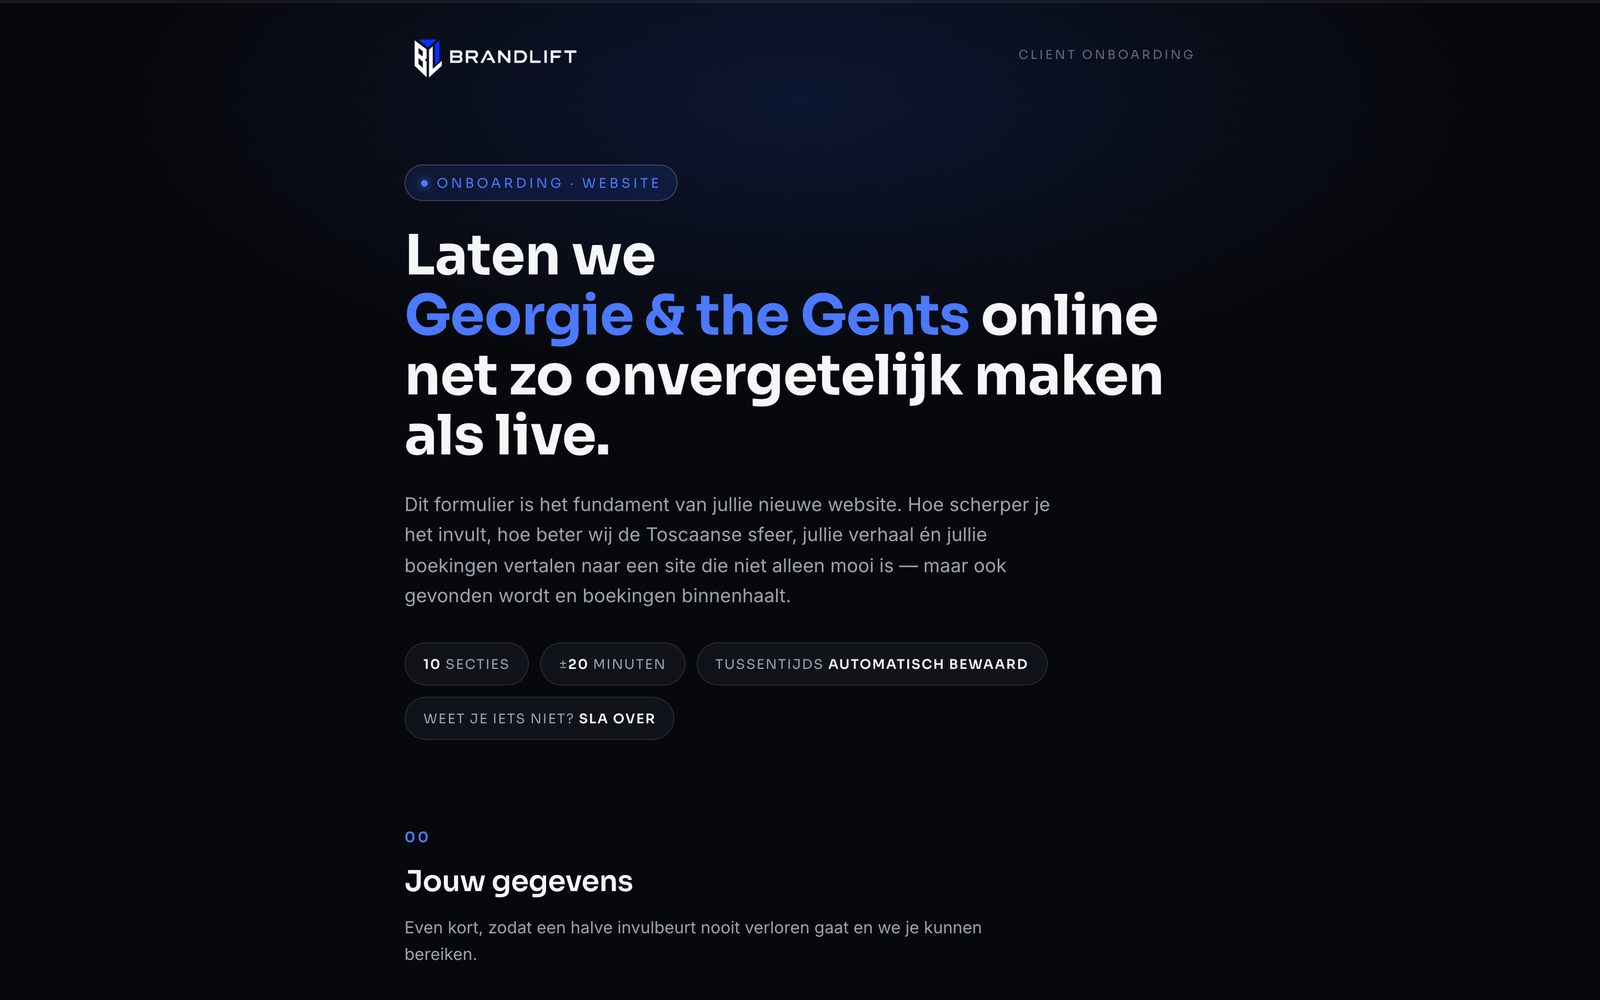 BRANDLIFT
CLIENT ONBOARDING
ONBOARDING · WEBSITE
Laten we
Georgie & the Gents online
net zo onvergetelijk maken
als live.
Dit formulier is het fundament van jullie nieuwe website. Hoe scherper je
het invult, hoe beter wij de Toscaanse sfeer, jullie verhaal én jullie
boekingen vertalen naar een site die niet alleen mooi is — maar ook
gevonden wordt en boekingen binnenhaalt.
10 SECTIES
±20 MINUTEN
TUSSENTIJDS AUTOMATISCH BEWAARD
WEET JE IETS NIET? SLA OVER
00
Jouw gegevens
Even kort, zodat een halve invulbeurt nooit verloren gaat en we je kunnen
bereiken.